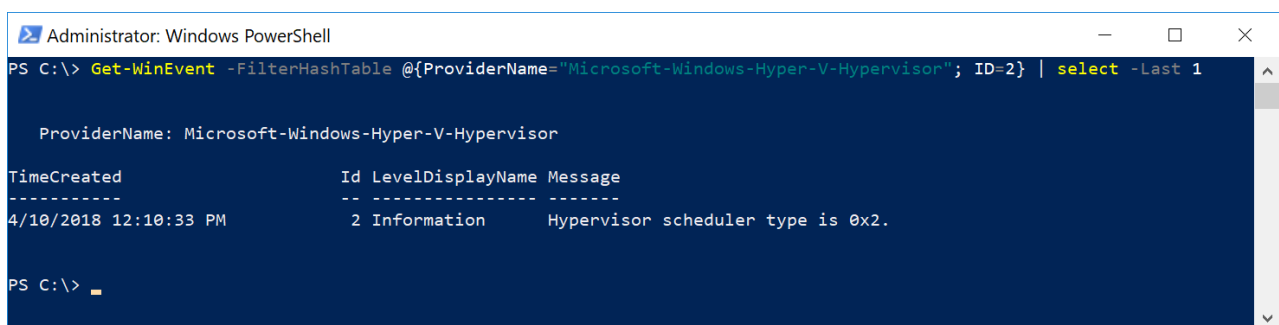 Administrator: Windows PowerShell
PS C:\> Get-WinEvent -FilterHashTable @{ProviderName="Microsoft-Windows-Hyper-V-Hypervisor"; ID=2} | select -Last 1
ProviderName: Microsoft-Windows-Hyper-V-Hypervisor
TimeCreated Id LevelDisplayName Message
----------- -- ---------------- -------
4/10/2018 12:10:33 PM 2 Information Hypervisor scheduler type is 0x2.
PS C:\> _